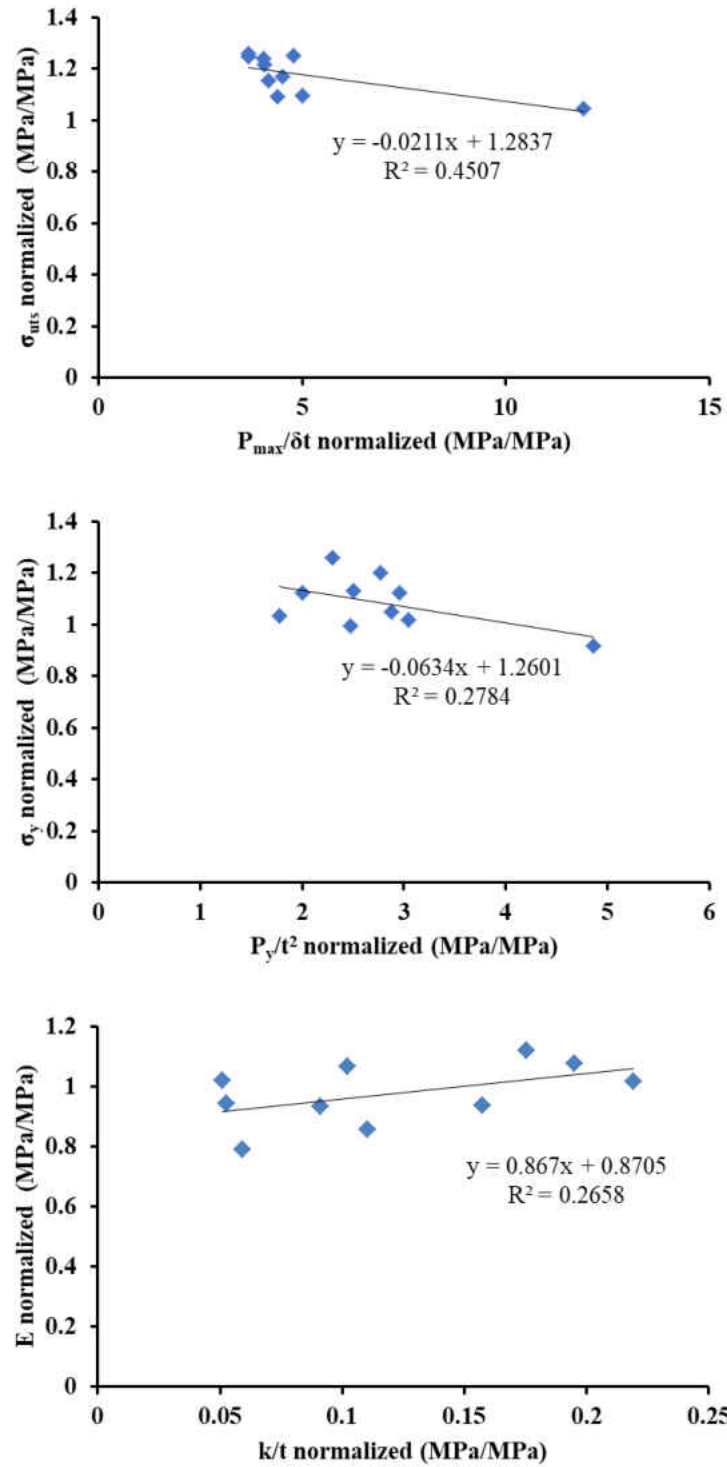 1.4
1.2
1
0.8
0.6
0.4
0.2
0
σuts normalized (MPa/MPa)
y = -0.0211x + 1.2837
R² = 0.4507
0 5 10 15
Pmax/δt normalized (MPa/MPa)
1.4
1.2
1
0.8
0.6
0.4
0.2
0
σy normalized (MPa/MPa)
y = -0.0634x + 1.2601
R² = 0.2784
0 1 2 3 4 5 6
Py/t² normalized (MPa/MPa)
1.2
1
0.8
0.6
0.4
0.2
0
E normalized (MPa/MPa)
y = 0.867x + 0.8705
R² = 0.2658
0 0.05 0.1 0.15 0.2 0.25
k/t normalized (MPa/MPa)